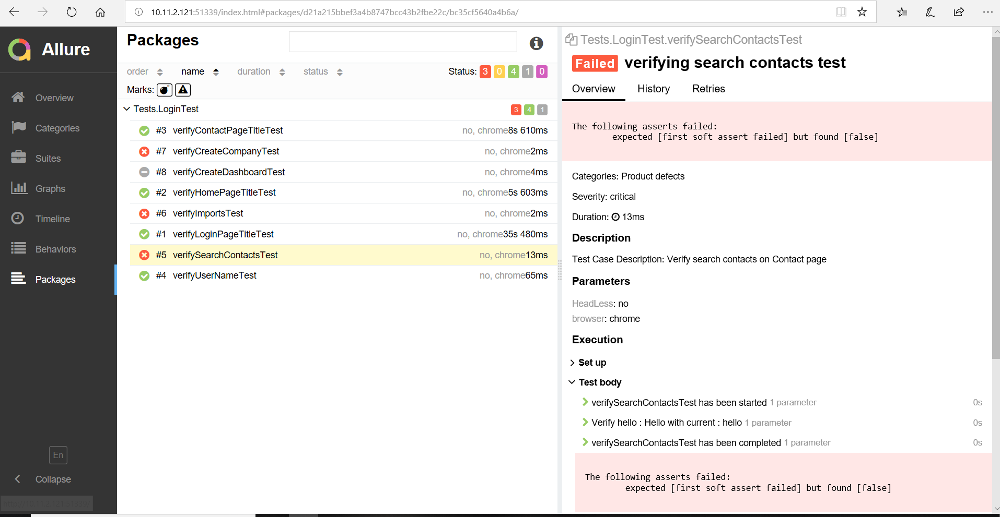 10.11.2.121:51339/index.html#packages/d21a215bbef3a4b8747bcc43b2fbe22c/bc35cf5640a4b6a/
Allure
Overview
Categories
Suites
Graphs
Timeline
Behaviors
Packages
En
Collapse
http://10.11.2.121:51339/
Packages
order name duration status Status: 3 0 4 1 0
Marks:
Tests.LoginTest 3 4 1
#3 verifyContactPageTitleTest no, chrome8s 610ms
#7 verifyCreateCompanyTest no, chrome2ms
#8 verifyCreateDashboardTest no, chrome4ms
#2 verifyHomePageTitleTest no, chrome5s 603ms
#6 verifyImportsTest no, chrome2ms
#1 verifyLoginPageTitleTest no, chrome35s 480ms
#5 verifySearchContactsTest no, chrome13ms
#4 verifyUserNameTest no, chrome65ms
Tests.LoginTest.verifySearchContactsTest
Failed verifying search contacts test
Overview History Retries
The following asserts failed:
expected [first soft assert failed] but found [false]
Categories: Product defects
Severity: critical
Duration: 13ms
Description
Test Case Description: Verify search contacts on Contact page
Parameters
HeadLess: no
browser: chrome
Execution
Set up
Test body
verifySearchContactsTest has been started 1 parameter 0s
Verify hello : Hello with current : hello 1 parameter 0s
verifySearchContactsTest has been completed 1 parameter 0s
The following asserts failed:
expected [first soft assert failed] but found [false]